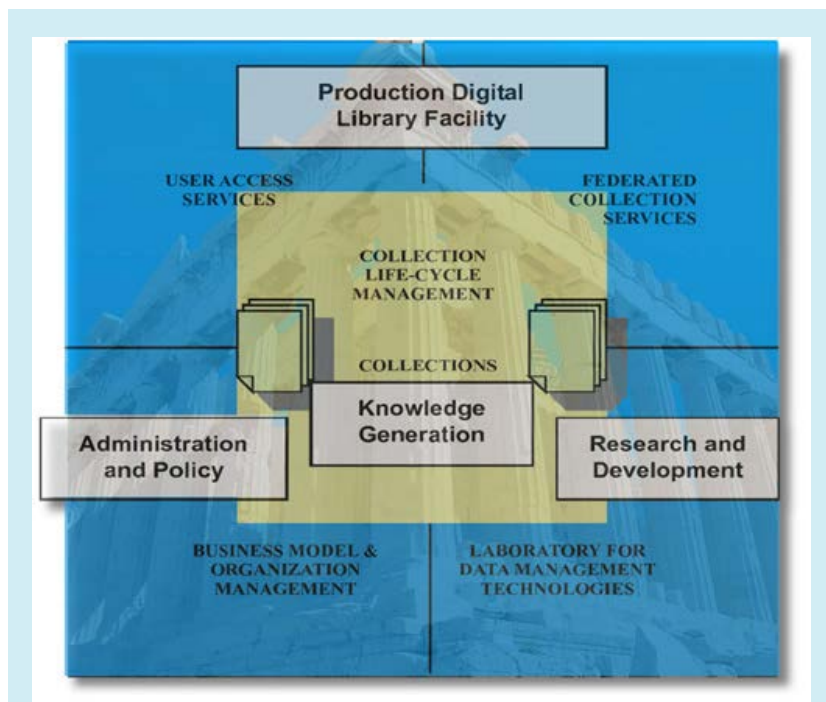 Production Digital
Library Facility
USER ACCESS
SERVICES
FEDERATED
COLLECTION
SERVICES
COLLECTION
LIFE-CYCLE
MANAGEMENT
COLLECTIONS
Knowledge
Generation
Administration
and Policy
Research and
Development
BUSINESS MODEL &
ORGANIZATION
MANAGEMENT
LABORATORY FOR
DATA MANAGEMENT
TECHNOLOGIES